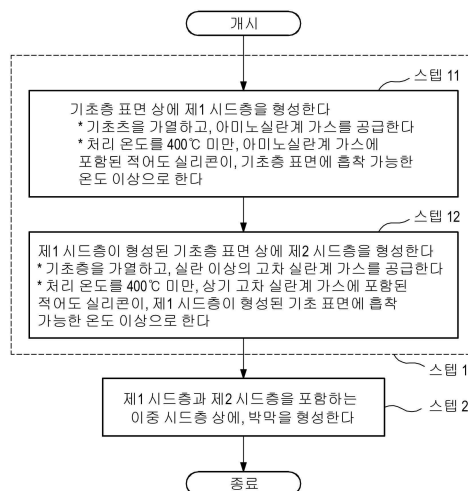 개시
스텝 11
기초층 표면 상에 제1 시드층을 형성한다
* 기초츠을 가열하고, 아미노실란계 가스를 공급한다
* 처리 온도를 400℃ 미만, 아미노실란계 가스에
포함된 적어도 실리콘이, 기초층 표면에 흡착 가능한
온도 이상으로 한다
스텝 12
제1 시드층이 형성된 기초층 표면 상에 제2 시드층을 형성한다
* 기초층을 가열하고, 실란 이상의 고차 실란계 가스를 공급한다
* 처리 온도를 400℃ 미만, 상기 고차 실란계 가스에 포함된
적어도 실리콘이, 제1 시드층이 형성된 기초 표면에 흡착
가능한 온도 이상으로 한다
스텝 1
제1 시드층과 제2 시드층을 포함하는
이중 시드층 상에, 박막을 형성한다
스텝 2
종료